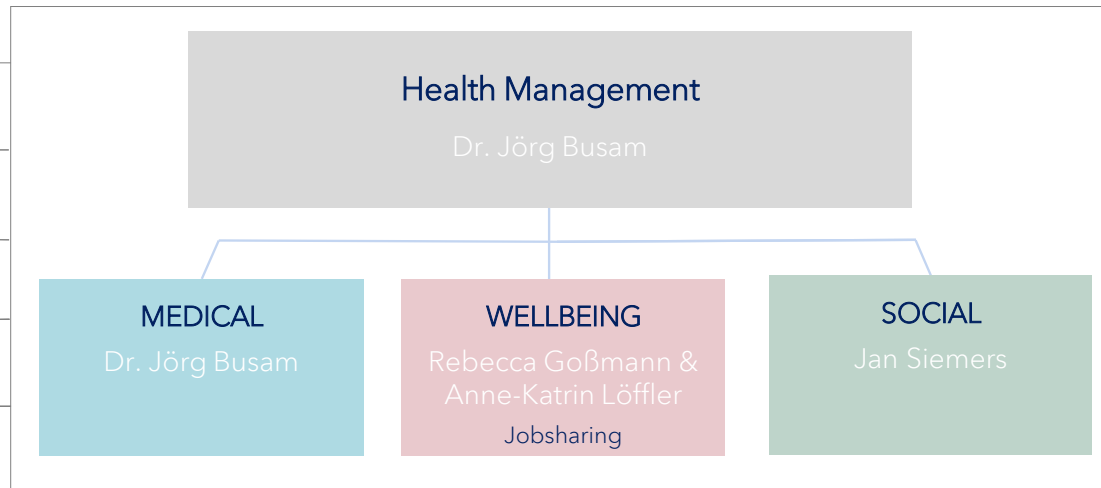 Health Management
Dr. Jörg Busam
MEDICAL
Dr. Jörg Busam
WELLBEING
Rebecca Goßmann &
Anne-Katrin Löffler
Jobsharing
SOCIAL
Jan Siemers